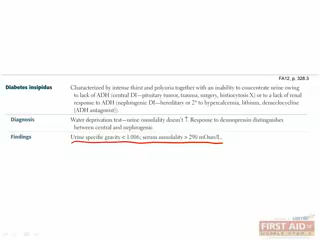 FA12, p. 328.3
Diabetes insipidus
Characterized by intense thirst and polyuria together with an inability to concentrate urine owing
to lack of ADH (central DI—pituitary tumor, trauma, surgery, histiocytosis X) or to a lack of renal
response to ADH (nephrogenic DI—hereditary or 2° to hypercalcemia, lithium, demeclocycline
[ADH antagonist]).
Diagnosis
Water deprivation test—urine osmolality doesn't ↑. Response to desmopressin distinguishes
between central and nephrogenic.
Findings
Urine specific gravity < 1.006; serum osmolality > 290 mOsm/L.
FIRST AID